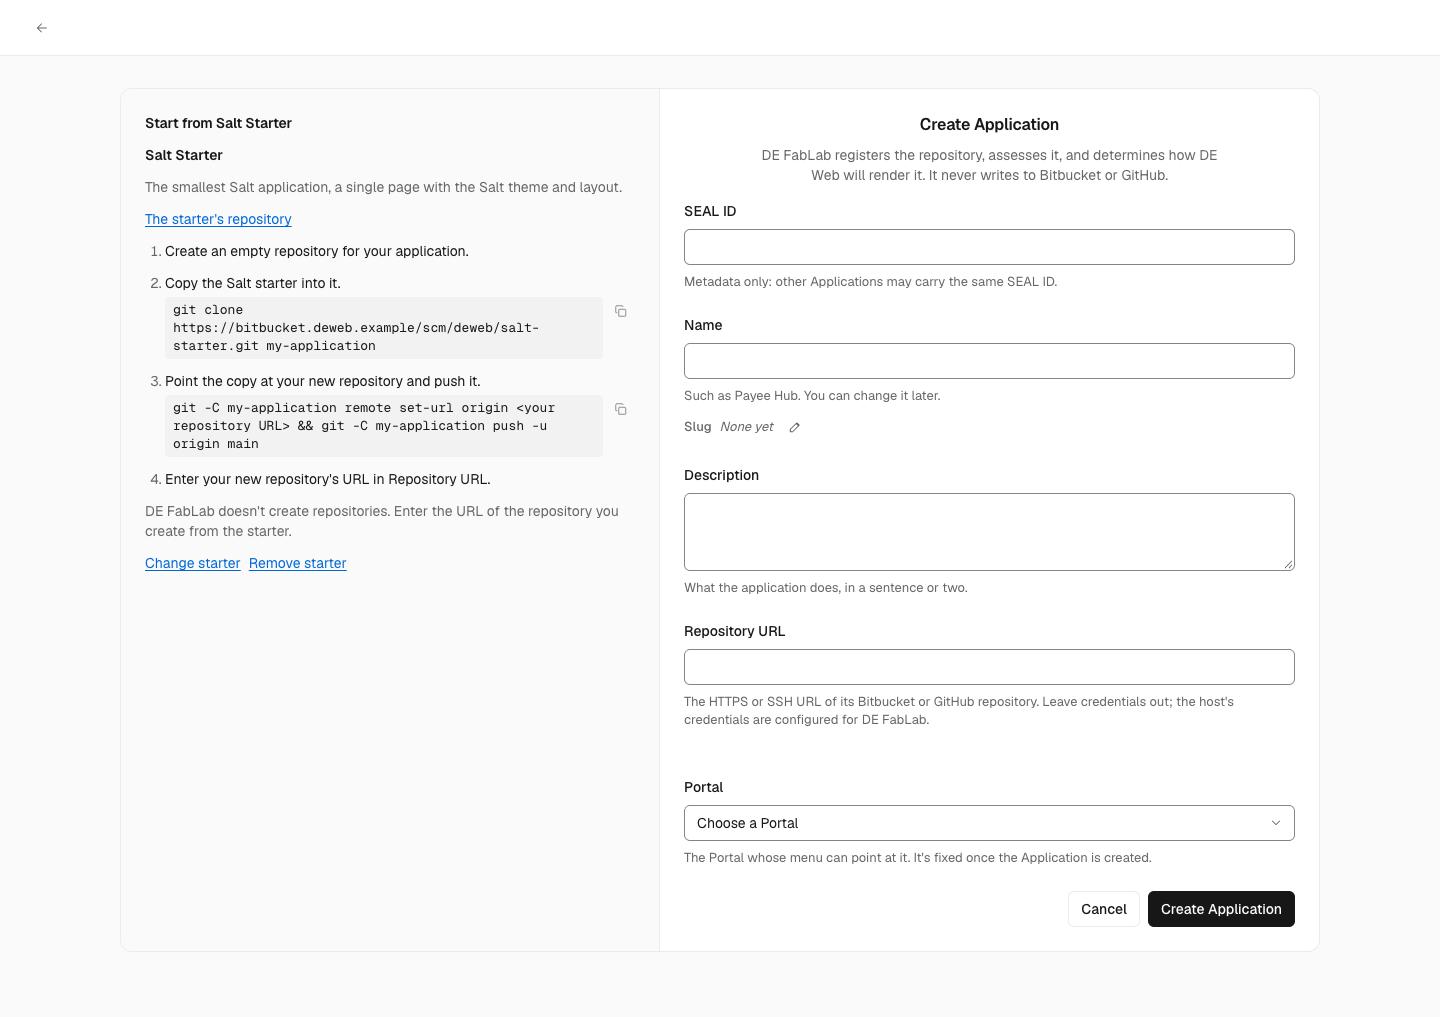 Start from Salt Starter
Salt Starter
The smallest Salt application, a single page with the Salt theme and layout.
The starter's repository
1. Create an empty repository for your application.
2. Copy the Salt starter into it.
git clone
https://bitbucket.deweb.example/scm/deweb/salt-
starter.git my-application
3. Point the copy at your new repository and push it.
git -C my-application remote set-url origin <your
repository URL> && git -C my-application push -u
origin main
4. Enter your new repository's URL in Repository URL.
DE FabLab doesn't create repositories. Enter the URL of the repository you
create from the starter.
Change starter Remove starter
Create Application
DE FabLab registers the repository, assesses it, and determines how DE
Web will render it. It never writes to Bitbucket or GitHub.
SEAL ID
Metadata only: other Applications may carry the same SEAL ID.
Name
Such as Payee Hub. You can change it later.
Slug None yet
Description
What the application does, in a sentence or two.
Repository URL
The HTTPS or SSH URL of its Bitbucket or GitHub repository. Leave credentials out; the host's
credentials are configured for DE FabLab.
Portal
Choose a Portal
The Portal whose menu can point at it. It's fixed once the Application is created.
Cancel Create Application